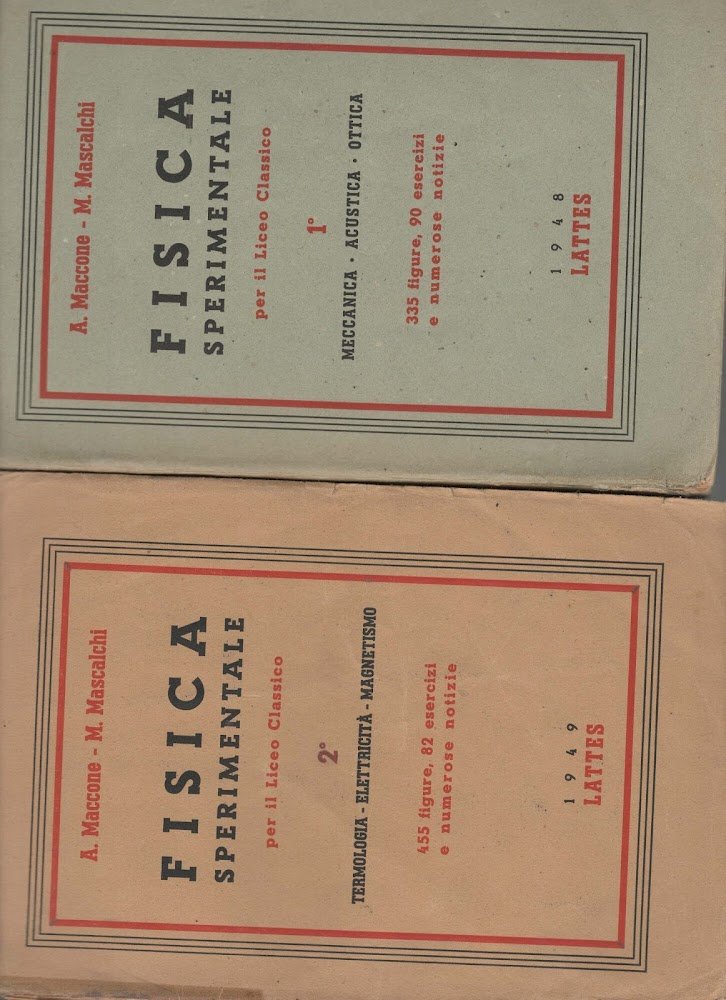 A. Maccone - M. Mascalchi
FISICA
SPERIMENTALE
per il Liceo Classico
1°
MECCANICA · ACUSTICA · OTTICA
335 figure, 90 esercizi
e numerose notizie
1948
LATTES
A. Maccone - M. Mascalchi
FISICA
SPERIMENTALE
per il Liceo Classico
2°
TERMOLOGIA - ELETTRICITÀ - MAGNETISMO
455 figure, 82 esercizi
e numerose notizie
1949
LATTES